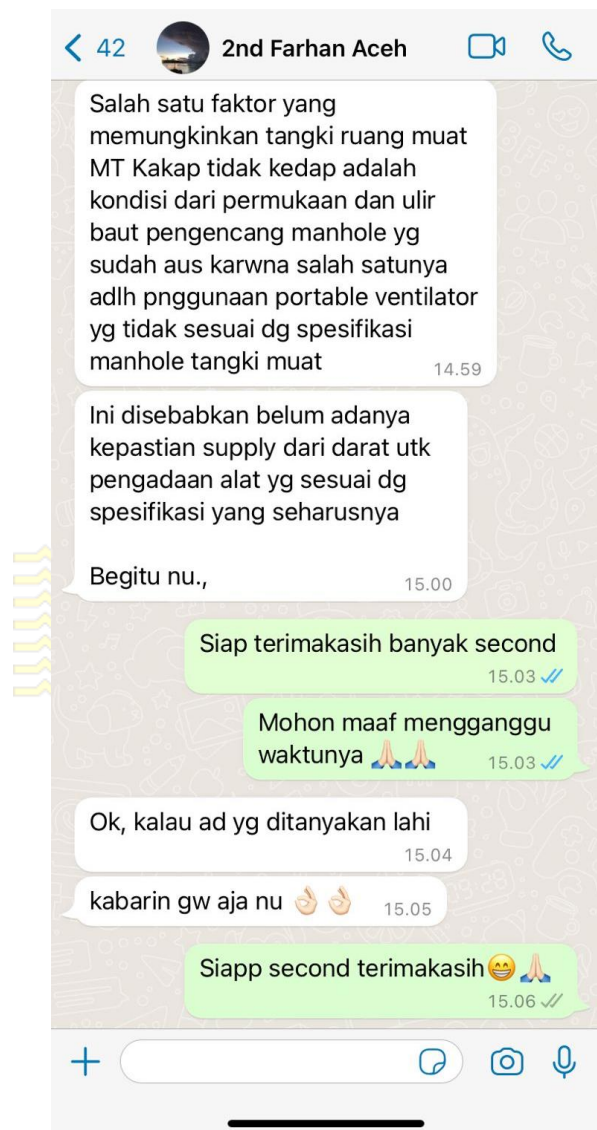 42
2nd Farhan Aceh
Salah satu faktor yang
memungkinkan tangki ruang muat
MT Kakap tidak kedap adalah
kondisi dari permukaan dan ulir
baut pengencang manhole yg
sudah aus karwna salah satunya
adlh pnggunaan portable ventilator
yg tidak sesuai dg spesifikasi
manhole tangki muat
14.59
Ini disebabkan belum adanya
kepastian supply dari darat utk
pengadaan alat yg sesuai dg
spesifikasi yang seharusnya
Begitu nu.,
15.00
Siap terimakasih banyak second
15.03
Mohon maaf mengganggu
waktunya 🙏🏻🙏🏻
15.03
Ok, kalau ad yg ditanyakan lahi
15.04
kabarin gw aja nu 👌🏻👌🏻
15.05
Siapp second terimakasih😁🙏🏻
15.06